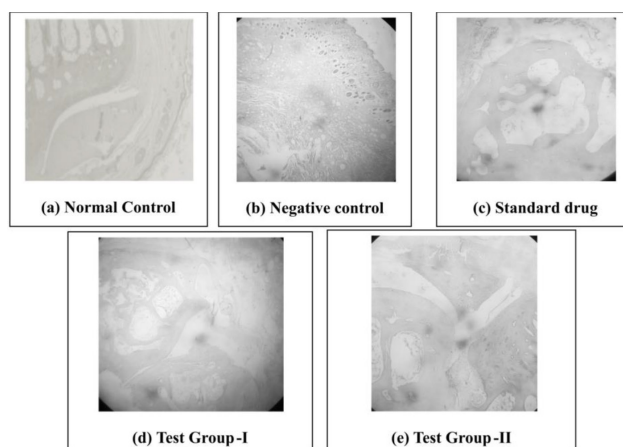 (a) Normal Control
(b) Negative control
(c) Standard drug
(d) Test Group-I
(e) Test Group-II